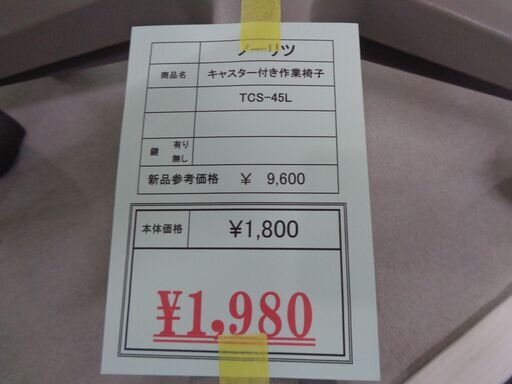 ノーリツ
商品名 キャスター付き作業椅子
TCS-45L
鍵 有り
無し
新品参考価格 ￥ 9,600
本体価格 ¥1,800
¥1,980